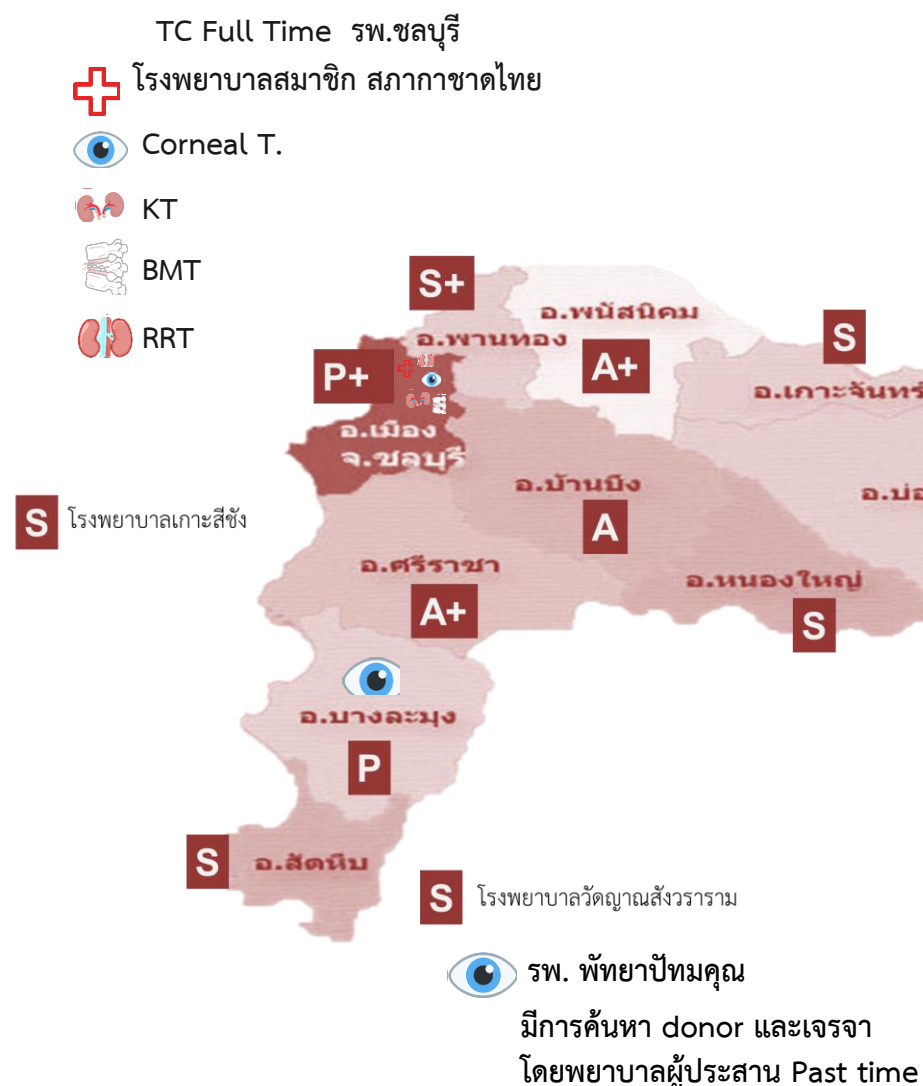 TC Full Time รพ.ชลบุรี
โรงพยาบาลสมาชิก สภากาชาดไทย
Corneal T.
KT
BMT
RRT
S+
อ.พนัสนิคม
S
อ.พานทอง
A+
P+
อ.เกาะจันทร์
อ.เมือง
จ.ชลบุรี
อ.บ้านบึง
อ.บ่อ
S โรงพยาบาลเกาะสีชัง
A
อ.ศรีราชา
อ.หนองใหญ่
A+
S
อ.บางละมุง
P
S
อ.สัตหีบ
S โรงพยาบาลวัดญาณสังวราราม
รพ. พัทยาปัทมคุณ
มีการค้นหา donor และเจรจา
โดยพยาบาลผู้ประสาน Past time